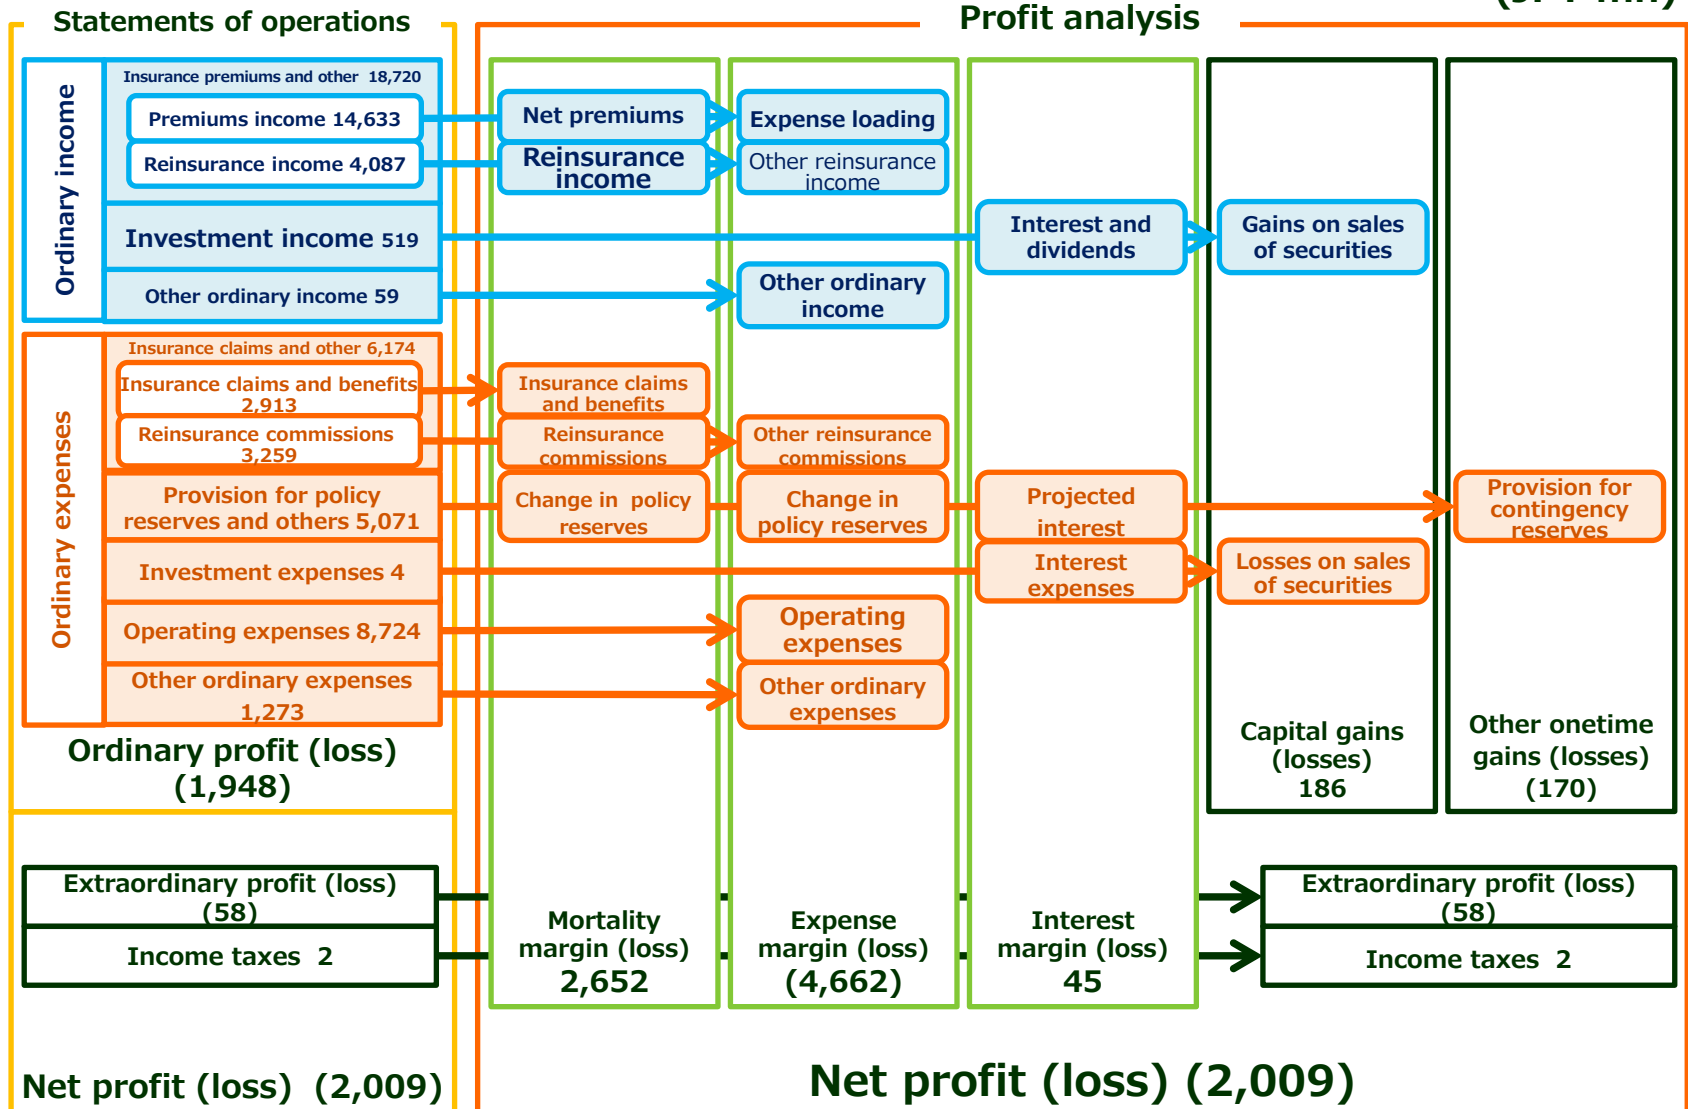 Statements of operations
Profit analysis
Ordinary income
Insurance premiums and other 18,720
Premiums income 14,633
Reinsurance income 4,087
Investment income 519
Other ordinary income 59
Net premiums
Expense loading
Reinsurance
income
Other reinsurance
income
Interest and
dividends
Gains on sales
of securities
Other ordinary
income
Ordinary expenses
Insurance claims and other 6,174
Insurance claims and benefits
2,913
Reinsurance commissions
3,259
Provision for policy
reserves and others 5,071
Investment expenses 4
Operating expenses 8,724
Other ordinary expenses
1,273
Insurance claims
and benefits
Reinsurance
commissions
Other reinsurance
commissions
Change in policy
reserves
Change in
policy reserves
Projected
interest
Provision for
contingency
reserves
Interest
expenses
Losses on sales
of securities
Operating
expenses
Other ordinary
expenses
Ordinary profit (loss)
(1,948)
Capital gains
(losses)
186
Other onetime
gains (losses)
(170)
Extraordinary profit (loss)
(58)
Income taxes 2
Mortality
margin (loss)
2,652
Expense
margin (loss)
(4,662)
Interest
margin (loss)
45
Extraordinary profit (loss)
(58)
Income taxes 2
Net profit (loss) (2,009)
Net profit (loss) (2,009)